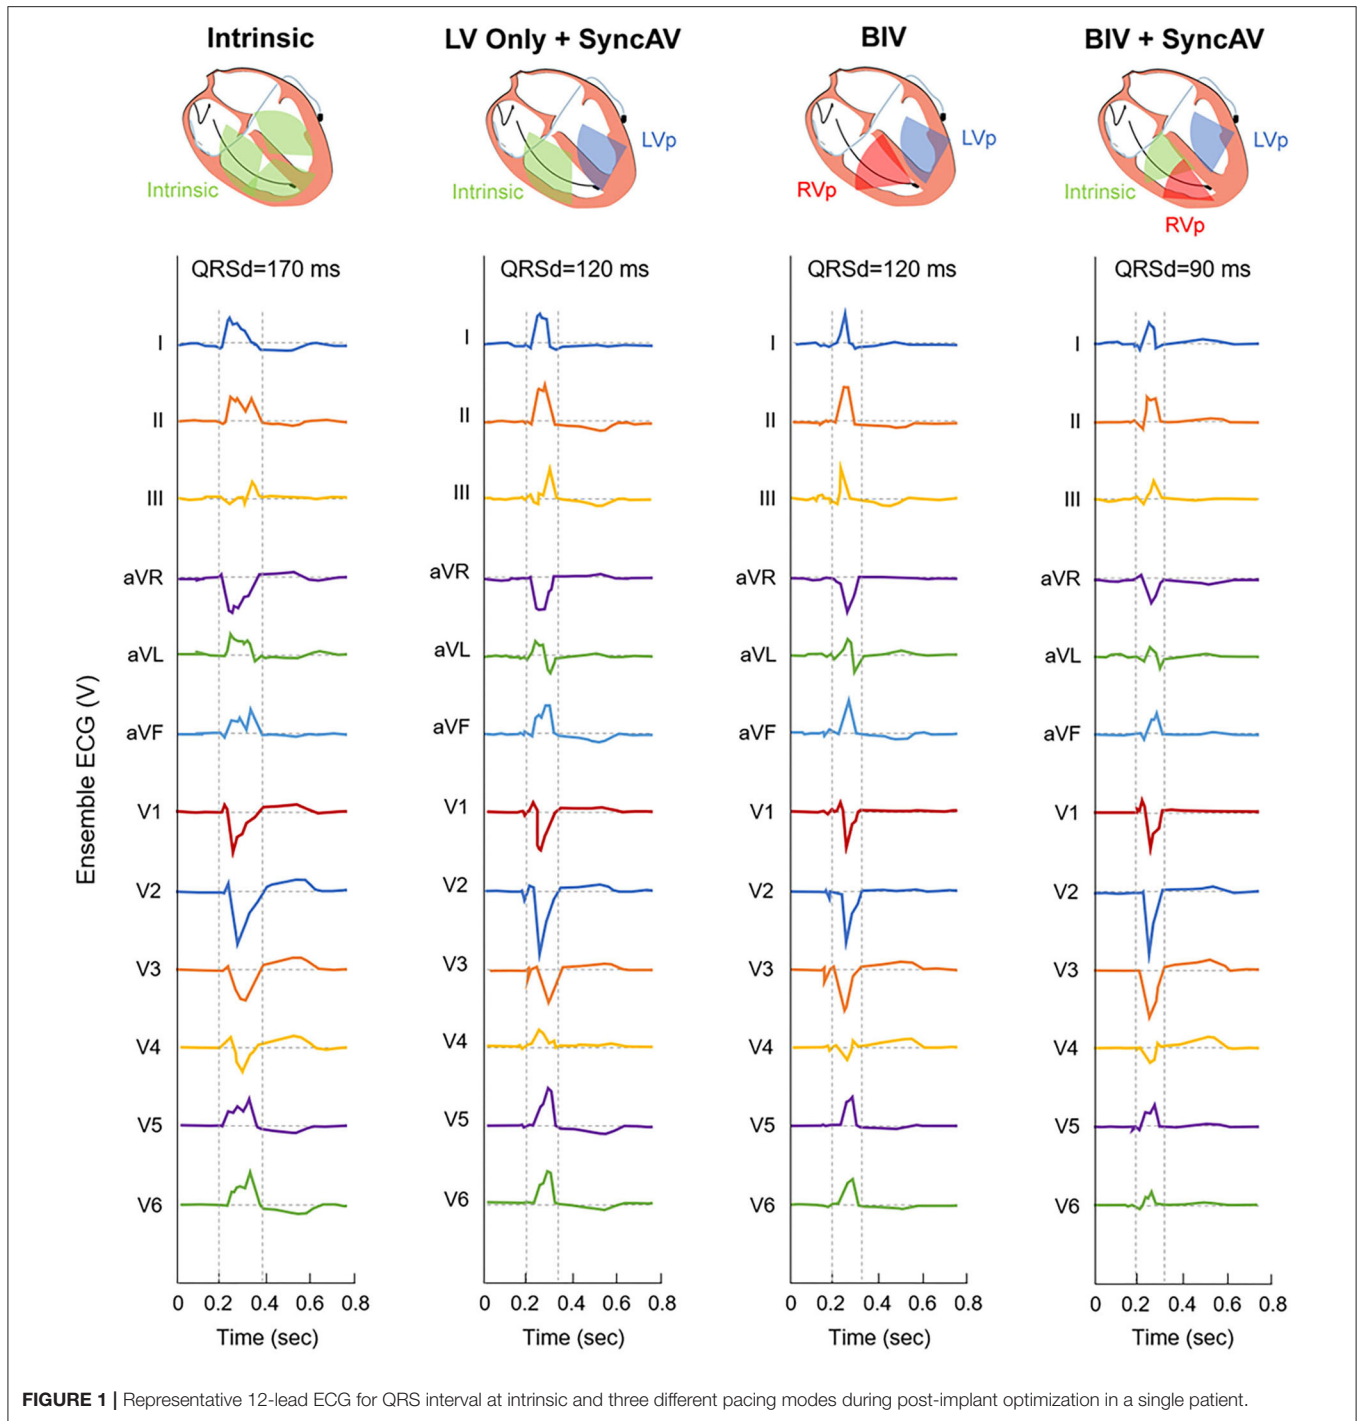 Intrinsic
LV Only + SyncAV
BIV
BIV + SyncAV
Intrinsic
Intrinsic
LVp
RVp
LVp
Intrinsic
RVp
LVp
QRSd=170 ms
QRSd=120 ms
QRSd=120 ms
QRSd=90 ms
Ensemble ECG (V)
I
II
III
aVR
aVL
aVF
V1
V2
V3
V4
V5
V6
0 0.2 0.4 0.6 0.8
Time (sec)
I
II
III
aVR
aVL
aVF
V1
V2
V3
V4
V5
V6
0 0.2 0.4 0.6 0.8
Time (sec)
I
II
III
aVR
aVL
aVF
V1
V2
V3
V4
V5
V6
0 0.2 0.4 0.6 0.8
Time (sec)
I
II
III
aVR
aVL
aVF
V1
V2
V3
V4
V5
V6
0 0.2 0.4 0.6 0.8
Time (sec)
FIGURE 1 | Representative 12-lead ECG for QRS interval at intrinsic and three different pacing modes during post-implant optimization in a single patient.